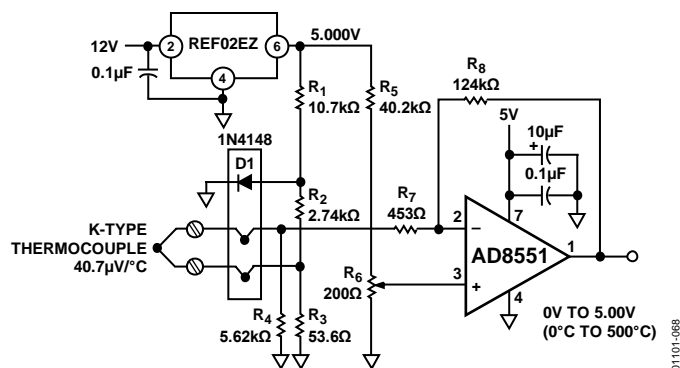 12V
2
REF02EZ
6
5.000V
4
0.1µF
R1
10.7kΩ
R5
40.2kΩ
R8
124kΩ
1N4148
D1
5V
10µF
+
0.1µF
R2
2.74kΩ
R7
453Ω
K-TYPE
THERMOCOUPLE
40.7µV/°C
2
–
7
AD8551
1
3
+
4
R6
200Ω
R4
5.62kΩ
R3
53.6Ω
0V TO 5.00V
(0°C TO 500°C)
01101-068